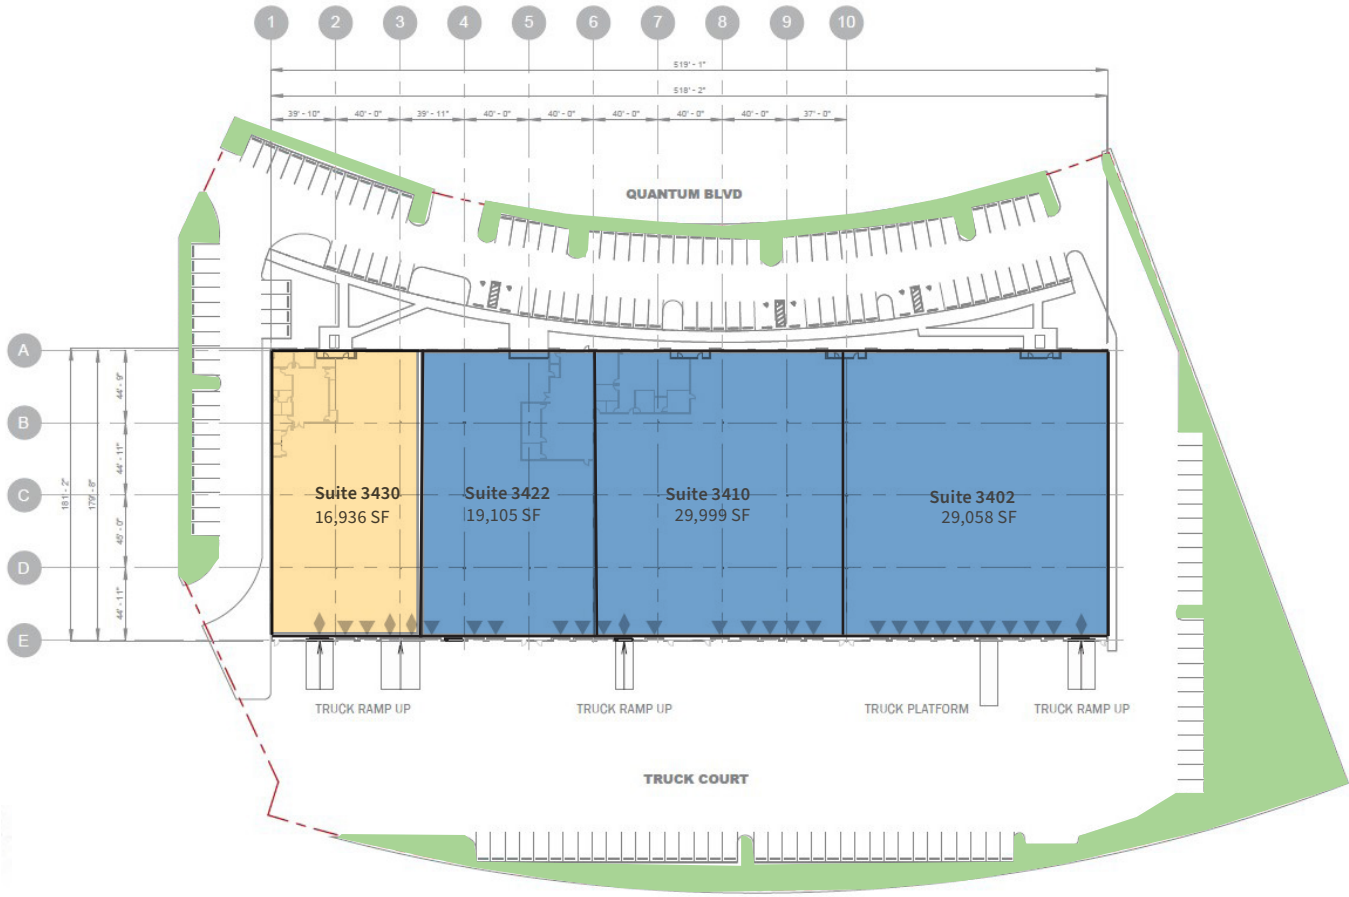 1 2 3 4 5 6 7 8 9 10
519' - 1"
518' - 2"
39' - 10" 40' - 0" 39' - 11" 40' - 0" 40' - 0" 40' - 0" 40' - 0" 40' - 0" 37' - 0"
QUANTUM BLVD
A
44' - 9"
B
44' - 11"
181' - 2"
179' - 8"
C
Suite 3430
16,936 SF
Suite 3422
19,105 SF
Suite 3410
29,999 SF
Suite 3402
29,058 SF
45' - 0"
D
44' - 11"
E
TRUCK RAMP UP
TRUCK RAMP UP
TRUCK PLATFORM
TRUCK RAMP UP
TRUCK COURT